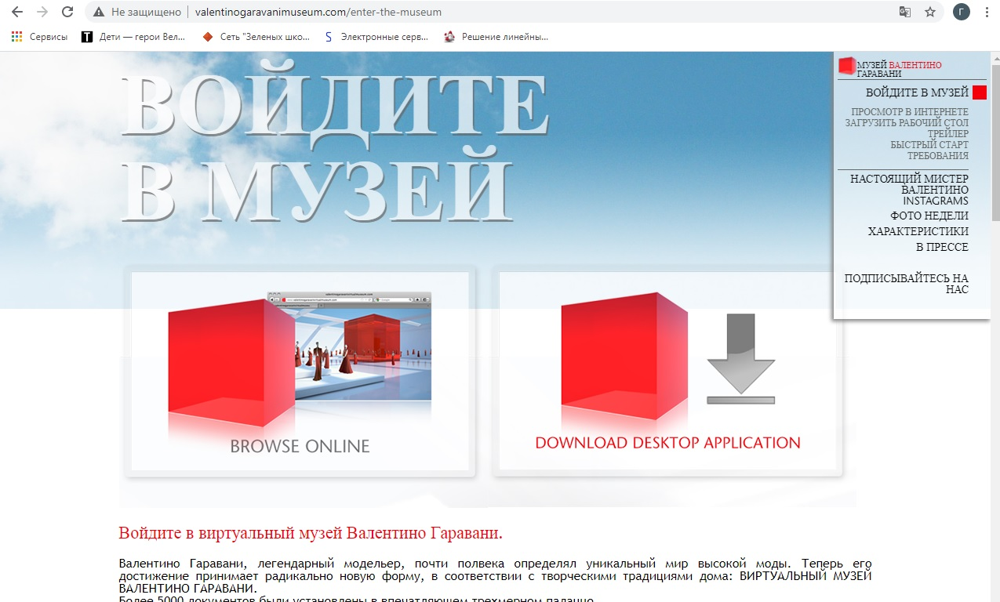 Не защищено
valentinogaravanimuseum.com/enter-the-museum
Г
Сервисы
T
Дети — герои Вел...
Сеть "Зеленых шко...
S
Электронные серв...
Решение линейны...
ВОЙДИТЕ
В МУЗЕЙ
МУЗЕЙ ВАЛЕНТИНО
ГАРАВАНИ
ВОЙДИТЕ В МУЗЕЙ
ПРОСМОТР В ИНТЕРНЕТЕ
ЗАГРУЗИТЬ РАБОЧИЙ СТОЛ
ТРЕЙЛЕР
БЫСТРЫЙ СТАРТ
ТРЕБОВАНИЯ
НАСТОЯЩИЙ МИСТЕР
ВАЛЕНТИНО
INSTAGRAMS
ФОТО НЕДЕЛИ
ХАРАКТЕРИСТИКИ
В ПРЕССЕ
ПОДПИСЫВАЙТЕСЬ НА
НАС
BROWSE ONLINE
DOWNLOAD DESKTOP APPLICATION
Войдите в виртуальный музей Валентино Гаравани.
Валентино Гаравани, легендарный модельер, почти полвека определял уникальный мир высокой моды. Теперь его
достижение принимает радикально новую форму, в соответствии с творческими традициями дома: ВИРТУАЛЬНЫЙ МУЗЕЙ
ВАЛЕНТИНО ГАРАВАНИ.
Более 5000 документов были установлены в впечатляющем трехмерном палаццо